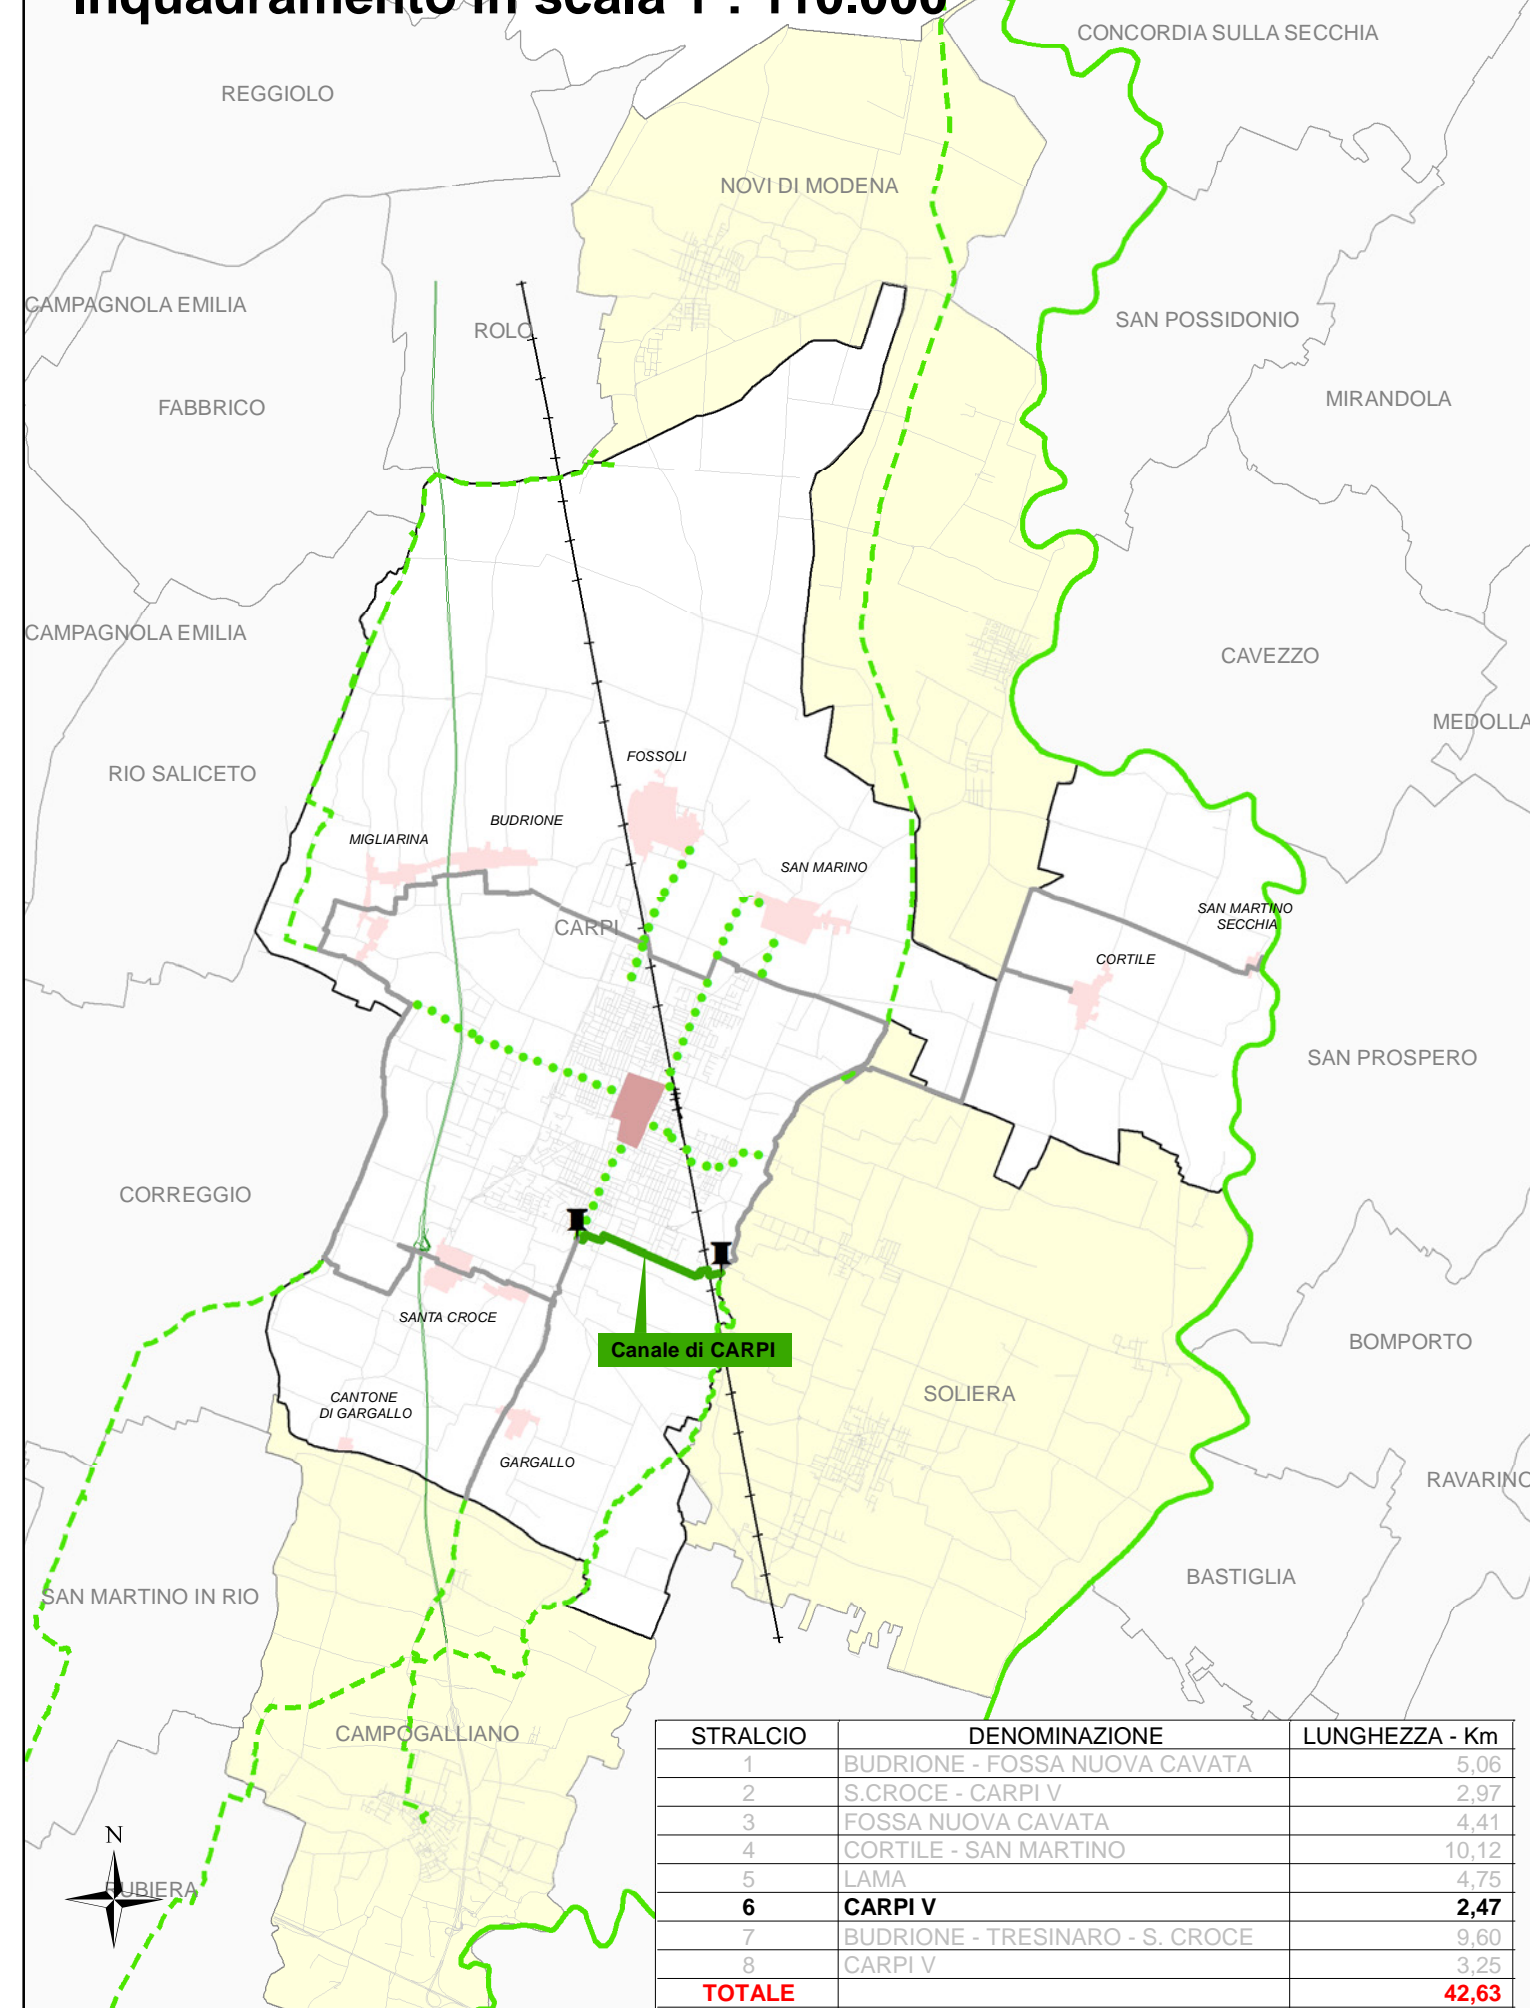 Inquadramento in scala 1 : 110.000
CONCORDIA SULLA SECCHIA
REGGIOLO
NOVI DI MODENA
CAMPAGNOLA EMILIA
ROLO
SAN POSSIDONIO
MIRANDOLA
FABBRICO
CAMPAGNOLA EMILIA
CAVEZZO
MEDOLLA
RIO SALICETO
FOSSOLI
BUDRIONE
MIGLIARINA
SAN MARINO
CARPI
SAN MARTINO
SECCHIA
CORTILE
SAN PROSPERO
CORREGGIO
SANTA CROCE
Canale di CARPI
BOMPORTO
SOLIERA
CANTONE
DI GARGALLO
GARGALLO
RAVARINO
BASTIGLIA
SAN MARTINO IN RIO
CAMPOGALLIANO
N
RUBIERA
STRALCIO DENOMINAZIONE LUNGHEZZA - Km
1 BUDRIONE - FOSSA NUOVA CAVATA 5,06
2 S.CROCE - CARPI V 2,97
3 FOSSA NUOVA CAVATA 4,41
4 CORTILE - SAN MARTINO 10,12
5 LAMA 4,75
6 CARPI V 2,47
7 BUDRIONE - TRESINARO - S. CROCE 9,60
8 CARPI V 3,25
TOTALE 42,63